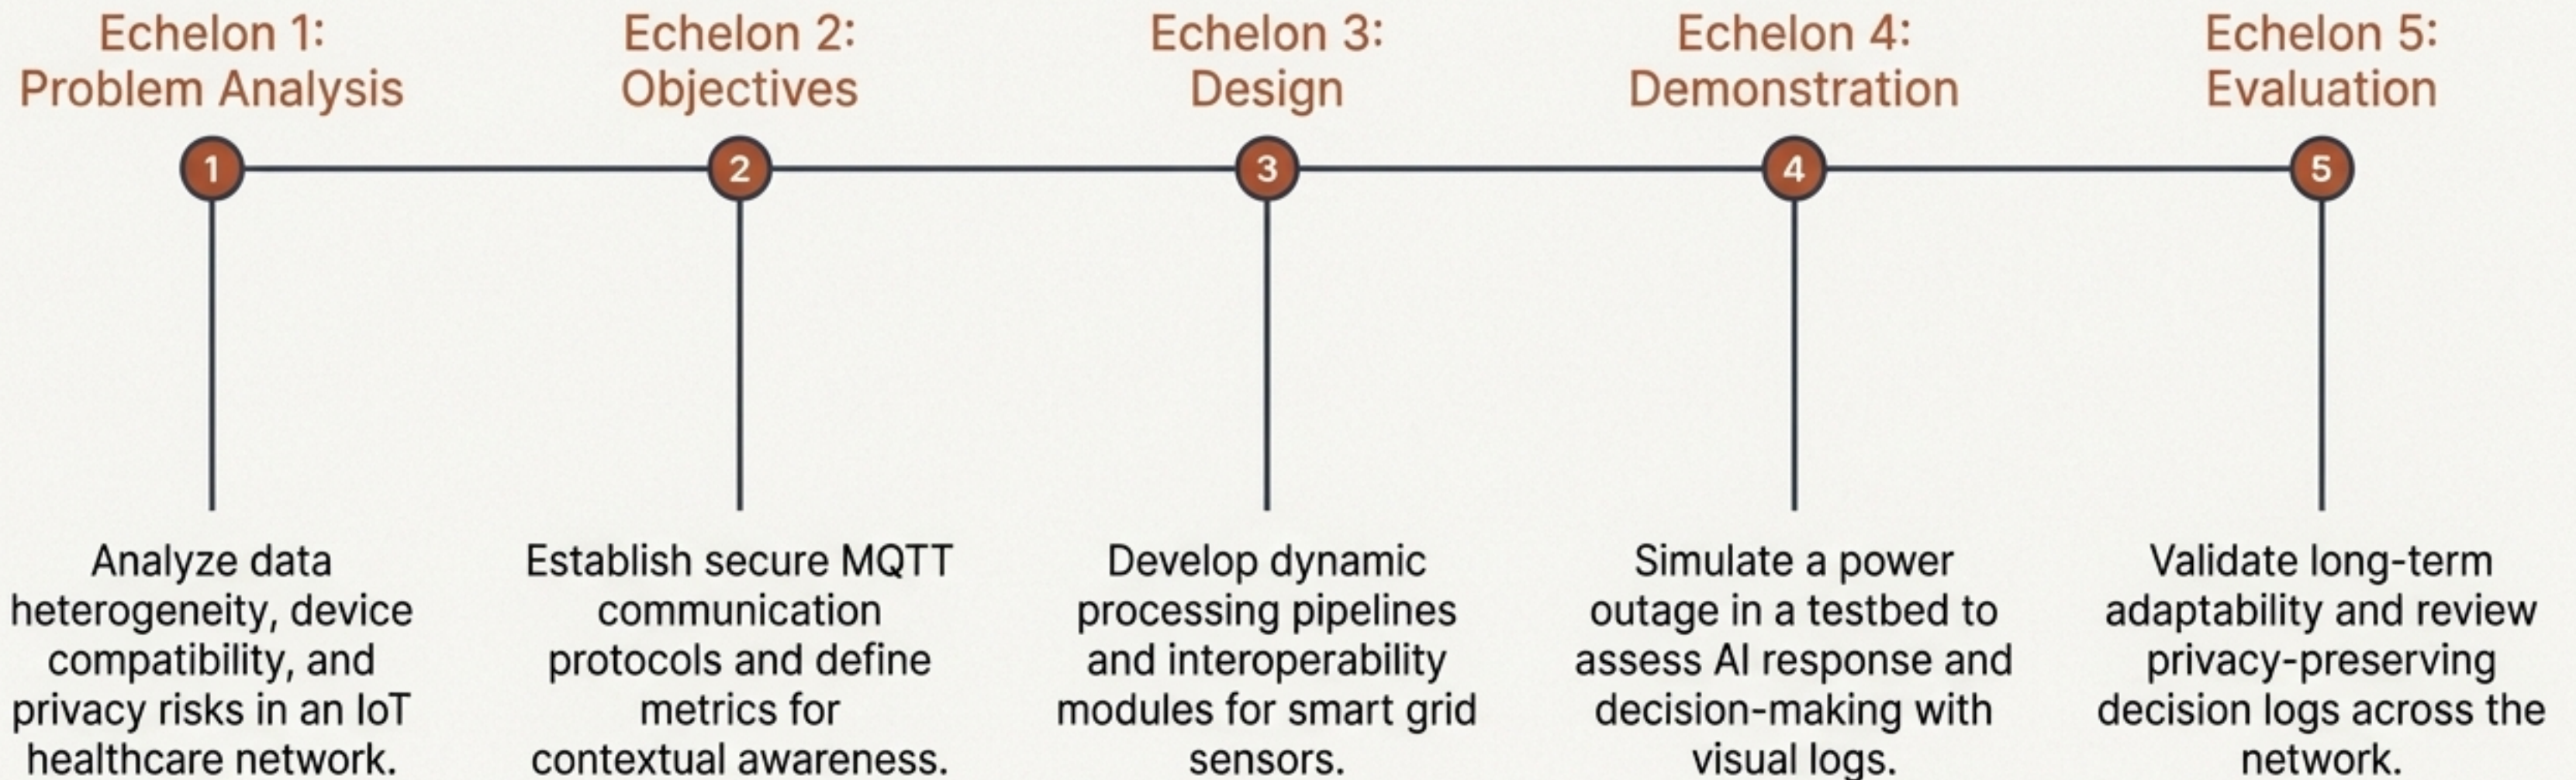 Echelon 1:
Problem Analysis
Echelon 2:
Objectives
Echelon 3:
Design
Echelon 4:
Demonstration
Echelon 5:
Evaluation
1
2
3
4
5
Analyze data
heterogeneity, device
compatibility, and
privacy risks in an IoT
healthcare network.
Establish secure MQTT
communication
protocols and define
metrics for
contextual awareness.
Develop dynamic
processing pipelines
and interoperability
modules for smart grid
sensors.
Simulate a power
outage in a testbed to
assess AI response and
decision-making with
visual logs.
Validate long-term
adaptability and review
privacy-preserving
decision logs across the
network.